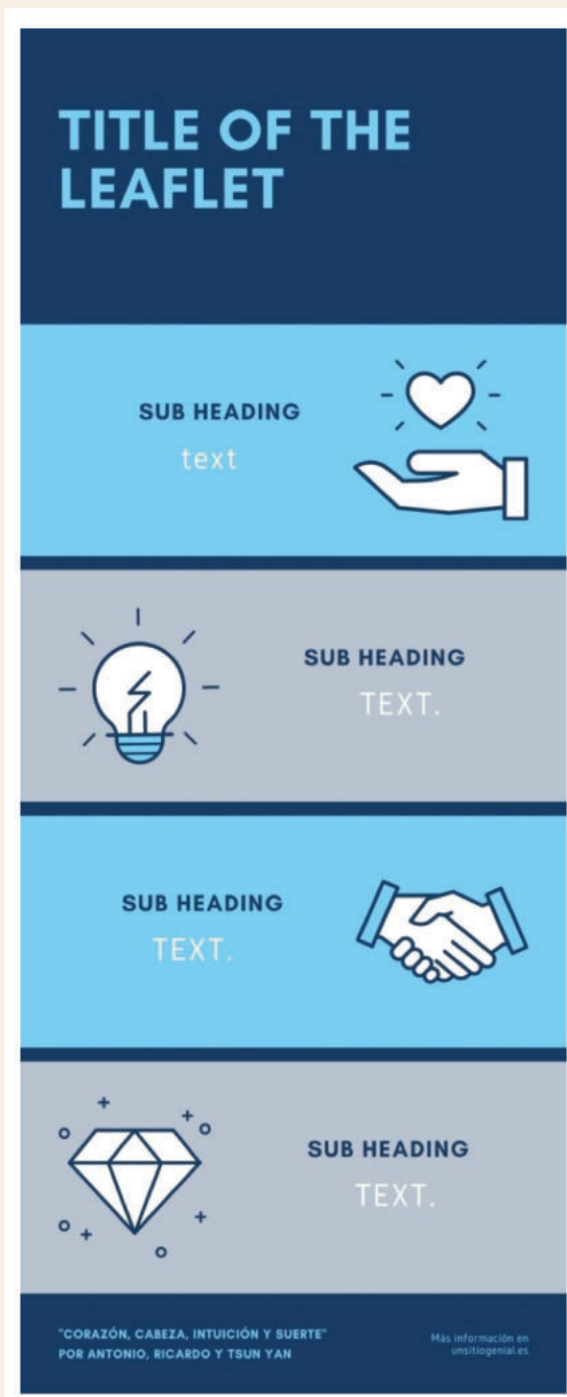 TITLE OF THE
LEAFLET
SUB HEADING
text
SUB HEADING
TEXT.
SUB HEADING
TEXT.
SUB HEADING
TEXT.
"CORAZÓN, CABEZA, INTUICIÓN Y SUERTE"
POR ANTONIO, RICARDO Y TSUN YAN
Más información en
unsitiogenial.es